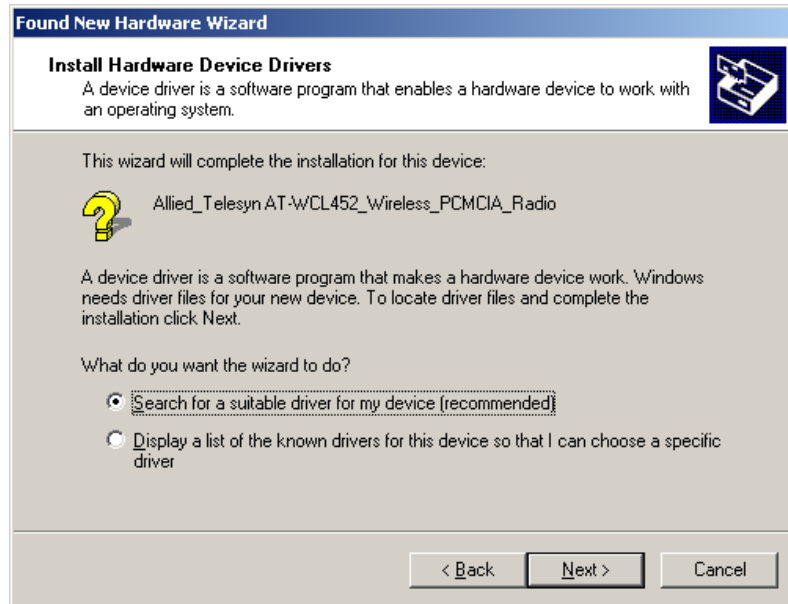 Found New Hardware Wizard
Install Hardware Device Drivers
A device driver is a software program that enables a hardware device to work with
an operating system.
This wizard will complete the installation for this device:
Allied_Telesyn AT-WCL452_Wireless_PCMCIA_Radio
A device driver is a software program that makes a hardware device work. Windows
needs driver files for your new device. To locate driver files and complete the
installation click Next.
What do you want the wizard to do?
Search for a suitable driver for my device (recommended)
Display a list of the known drivers for this device so that I can choose a specific
driver
< Back Next > Cancel